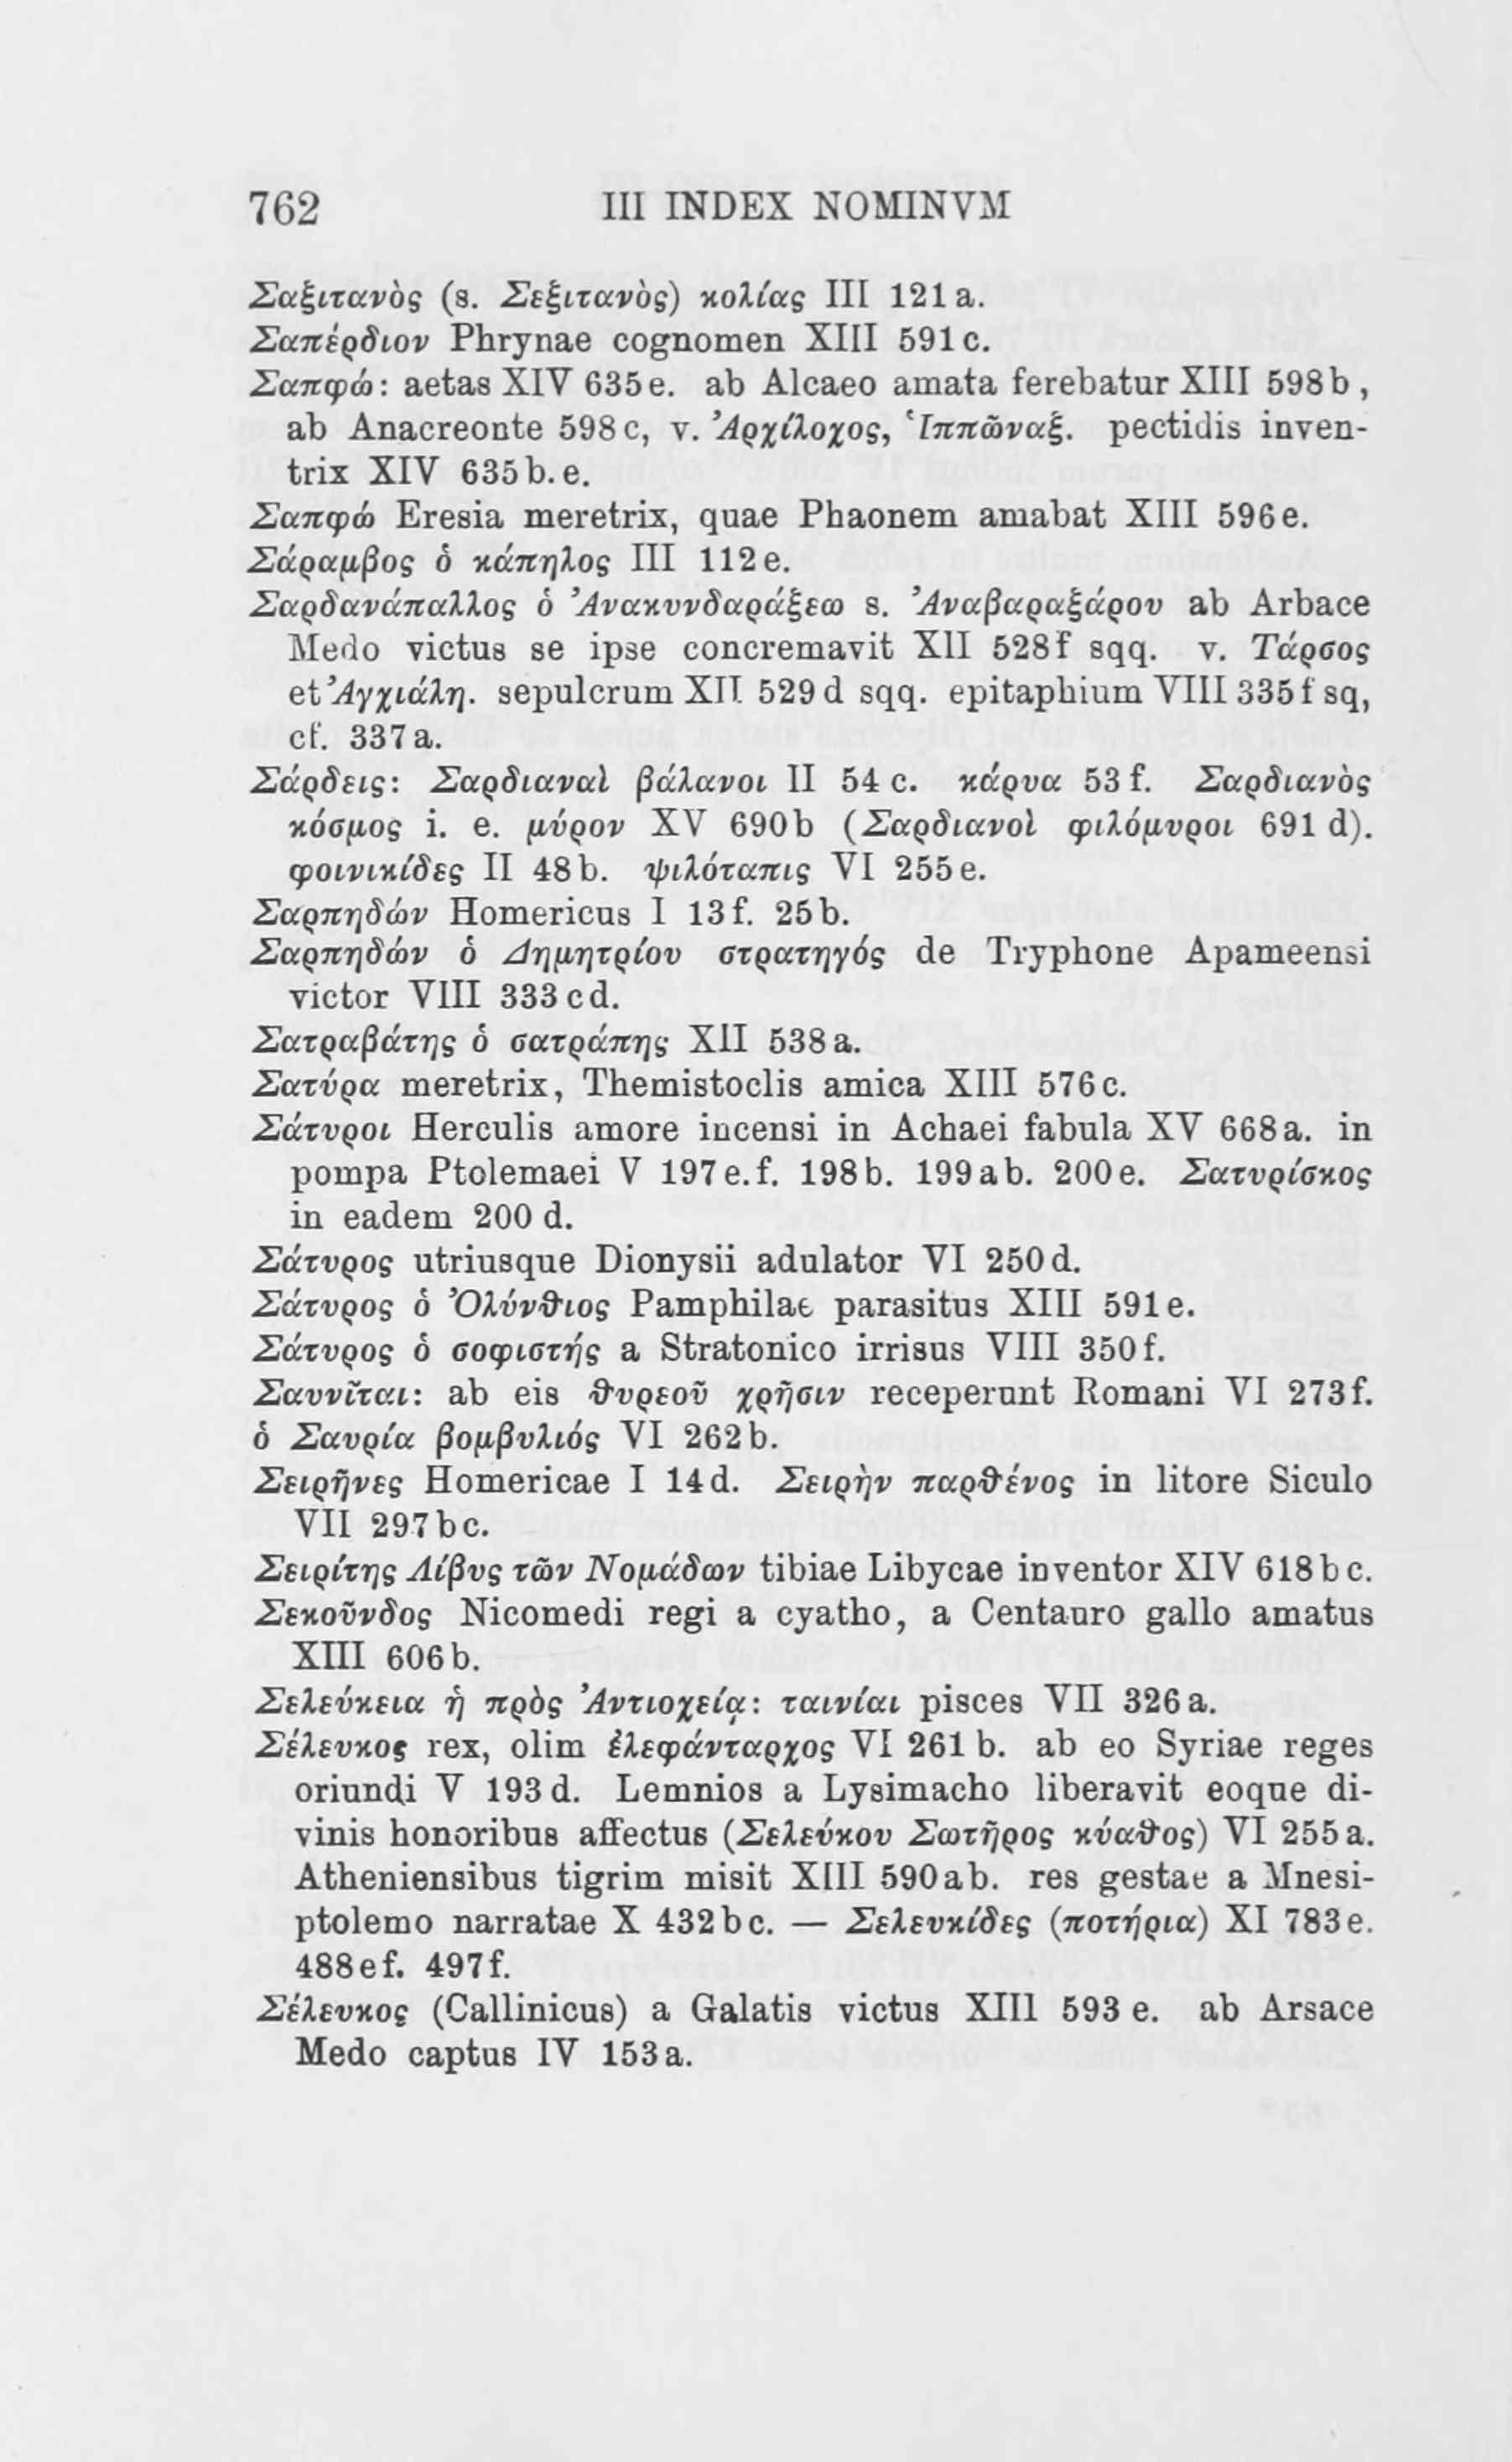 762 III INDEX NOMINVM
Σαξιτανὸς (s. Σεξιτανὸς) κολίας III 121 a.
Σαπέρδιον Phrynae cognomen XIII 591 c.
Σαπφώ: aetas XIV 635 e. ab Alcaeo amata ferebatur XIII 598 b,
ab Anacreonte 598 c, v. Ἀρχίλοχος, Ἱππῶναξ. pectidis inven-
trix XIV 635 b. e.
Σαπφώ Eresia meretrix, quae Phaonem amabat XIII 596 e.
Σάραμβος ὁ κάπηλος III 112 e.
Σαρδανάπαλλος ὁ Ἀνακυνδαράξεω s. Ἀναβαραξάρου ab Arbace
Medo victus se ipse concremavit XII 528 f sqq. v. Τάρσος
et Ἀγχιάλη. sepulcrum XII 529 d sqq. epitaphium VIII 335 f sq,
cf. 337 a.
Σάρδεις: Σαρδιαναὶ βάλανοι II 54 c. κάρυα 53 f. Σαρδιανὸς
κόσμος i. e. μύρον XV 690 b (Σαρδιανοὶ φιλόμυροι 691 d).
φοινικίδες II 48 b. ψιλόταπις VI 255 e.
Σαρπηδών Homericus I 13 f. 25 b.
Σαρπηδών ὁ Δημητρίου στρατηγός de Tryphone Apameensi
victor VIII 333 c d.
Σατραβάτης ὁ σατράπης XII 538 a.
Σατύρα meretrix, Themistoclis amica XIII 576 c.
Σάτυροι Herculis amore incensi in Achaei fabula XV 668 a. in
pompa Ptolemaei V 197 e. f. 198 b. 199 a b. 200 e. Σατυρίσκος
in eadem 200 d.
Σάτυρος utriusque Dionysii adulator VI 250 d.
Σάτυρος ὁ Ὀλύνθιος Pamphilae parasitus XIII 591 e.
Σάτυρος ὁ σοφιστής a Stratonico irrisus VIII 350 f.
Σαυνῖται: ab eis θυρεοῦ χρῆσιν receperunt Romani VI 273 f.
ὁ Σαυρία βομβυλιός VI 262 b.
Σειρῆνες Homericae I 14 d. Σειρὴν παρθένος in litore Siculo
VII 297 b c.
Σειρίτης Λίβυς τῶν Νομάδων tibiae Libycae inventor XIV 618 b c.
Σεκοῦνδος Nicomedi regi a cyatho, a Centauro gallo amatus
XIII 606 b.
Σελεύκεια ἡ πρὸς Ἀντιοχείᾳ: ταινίαι pisces VII 326 a.
Σέλευκος rex, olim ἐλεφάνταρχος VI 261 b. ab eo Syriae reges
oriundi V 193 d. Lemnios a Lysimacho liberavit eoque di-
vinis honoribus affectus (Σελεύκου Σωτῆρος κύαθος) VI 255 a.
Atheniensibus tigrim misit XIII 590 a b. res gestae a Mnesi-
ptolemo narratae X 432 b c. — Σελευκίδες (ποτήρια) XI 783 e.
488 e f. 497 f.
Σέλευκος (Callinicus) a Galatis victus XIII 593 e. ab Arsace
Medo captus IV 153 a.